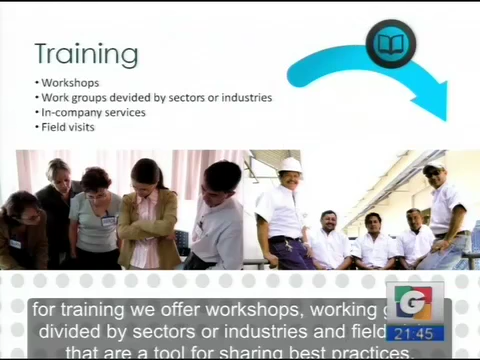 Training
• Workshops
• Work groups devided by sectors or industries
• In-company services
• Field visits
for training we offer workshops, working
divided by sectors or industries and field
that are a tool for sharing best practices.
G
21:45